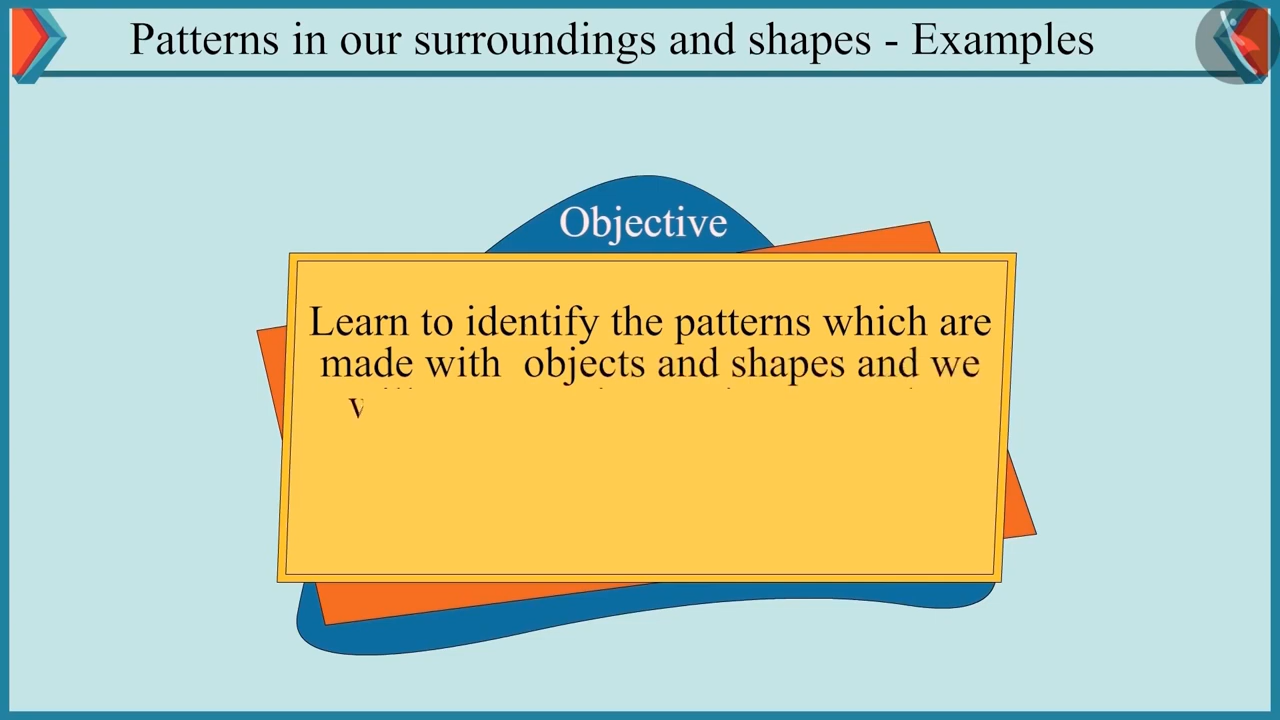 Patterns in our surroundings and shapes - Examples
Objective
Learn to identify the patterns which are
made with objects and shapes and we